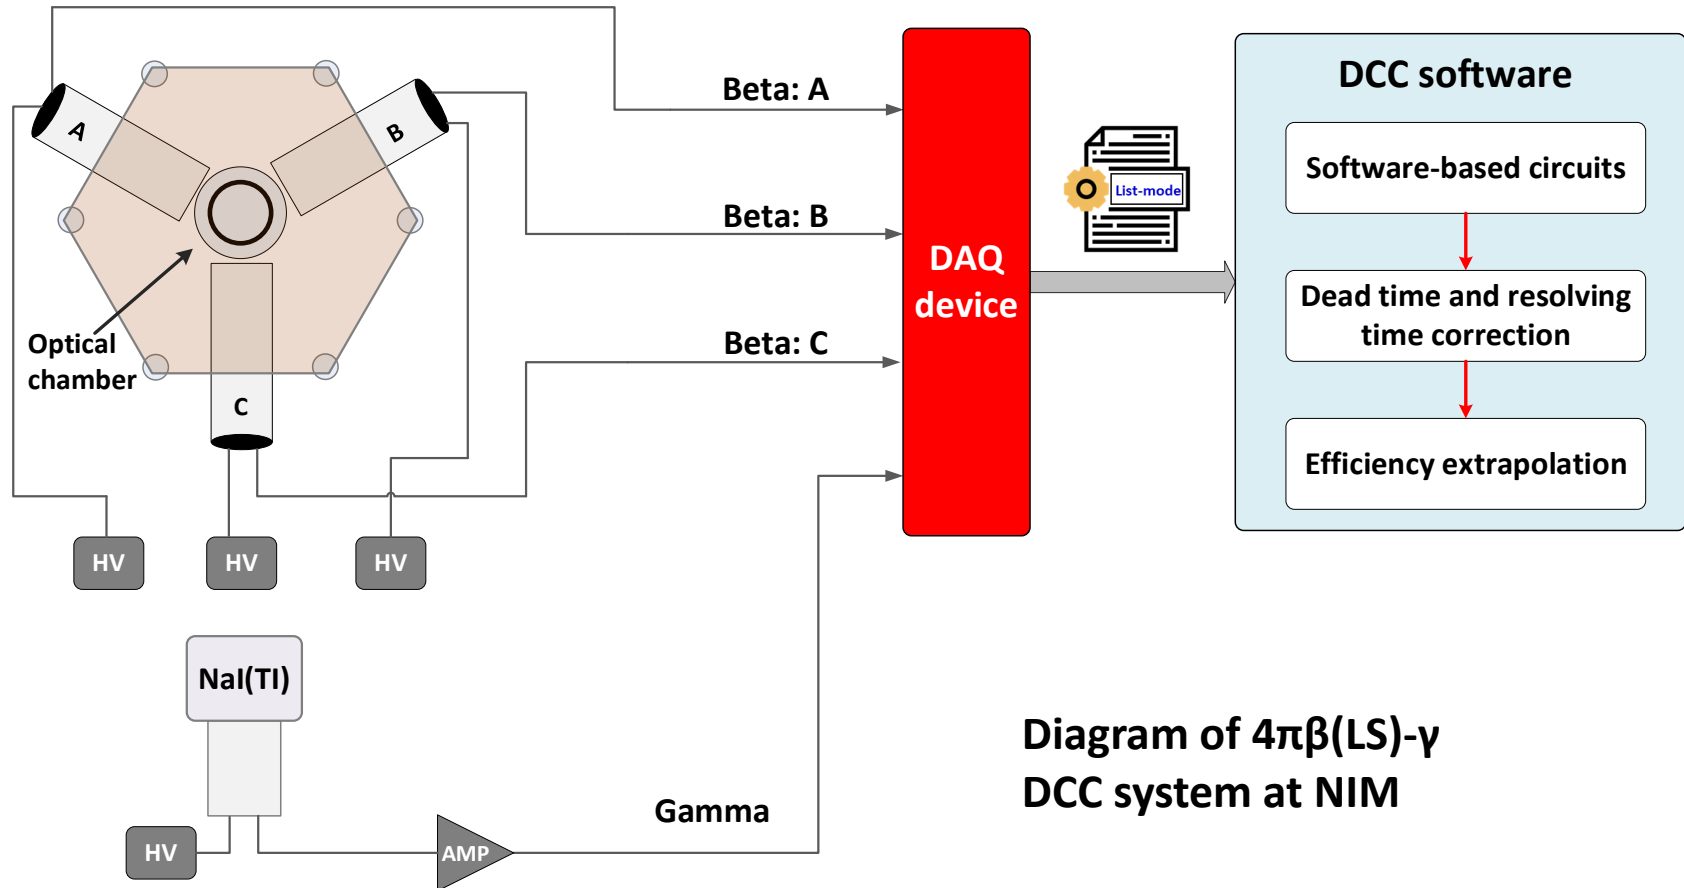 A
B
C
Optical
chamber
HV
HV
HV
NaI(TI)
HV
AMP
Beta: A
Beta: B
Beta: C
Gamma
DAQ
device
List-mode
DCC software
Software-based circuits
Dead time and resolving
time correction
Efficiency extrapolation
Diagram of 4πβ(LS)-γ
DCC system at NIM